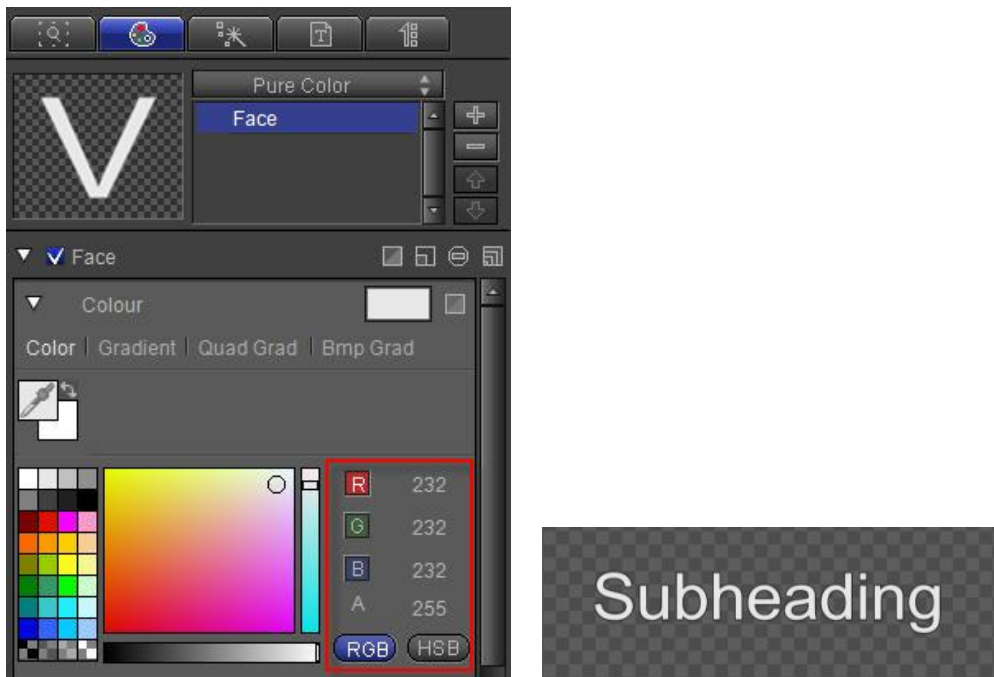 T
V
Pure Color
Face
Face
Colour
Color | Gradient | Quad Grad | Bmp Grad
R 232
G 232
B 232
A 255
RGB HSB
Subheading